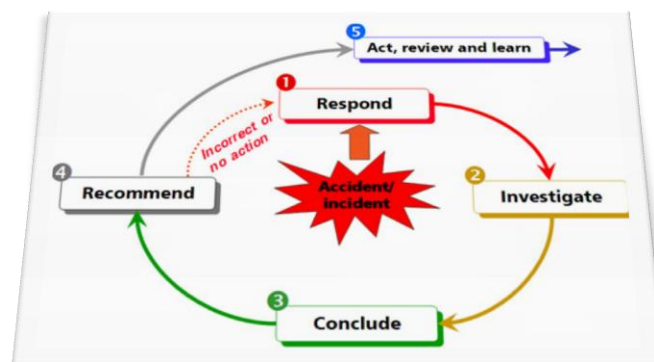 5
Act, review and learn
1
Respond
Incorrect or
no action
4
Recommend
Accident/
incident
2
Investigate
3
Conclude